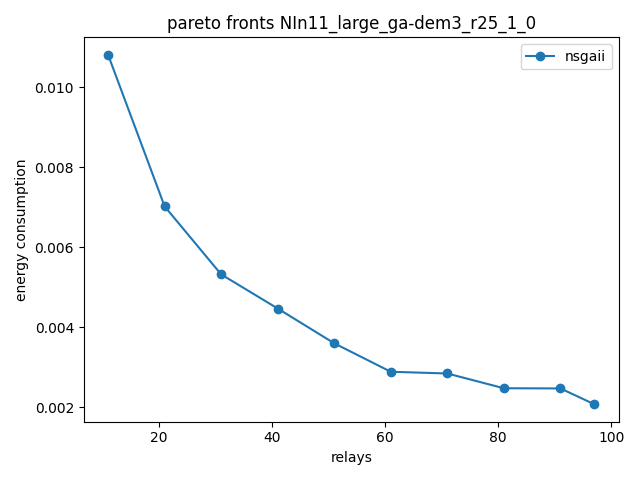 pareto fronts NIn11_large_ga-dem3_r25_1_0
nsgaii
energy consumption
0.010
0.008
0.006
0.004
0.002
20 40 60 80 100
relays